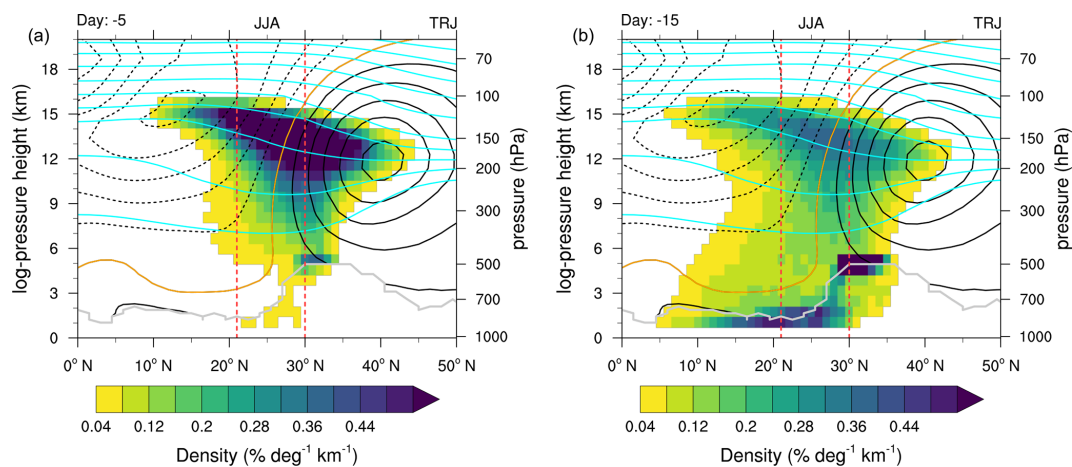 Day: -5 JJA TRJ
(a)
log-pressure height (km)
18
15
12
9
6
3
0
70
100
150
200
300
500
700
1000
pressure (hPa)
0° N 10° N 20° N 30° N 40° N 50° N
0.04 0.12 0.2 0.28 0.36 0.44
Density (% deg⁻¹ km⁻¹)
Day: -15 JJA TRJ
(b)
log-pressure height (km)
18
15
12
9
6
3
0
70
100
150
200
300
500
700
1000
pressure (hPa)
0° N 10° N 20° N 30° N 40° N 50° N
0.04 0.12 0.2 0.28 0.36 0.44
Density (% deg⁻¹ km⁻¹)